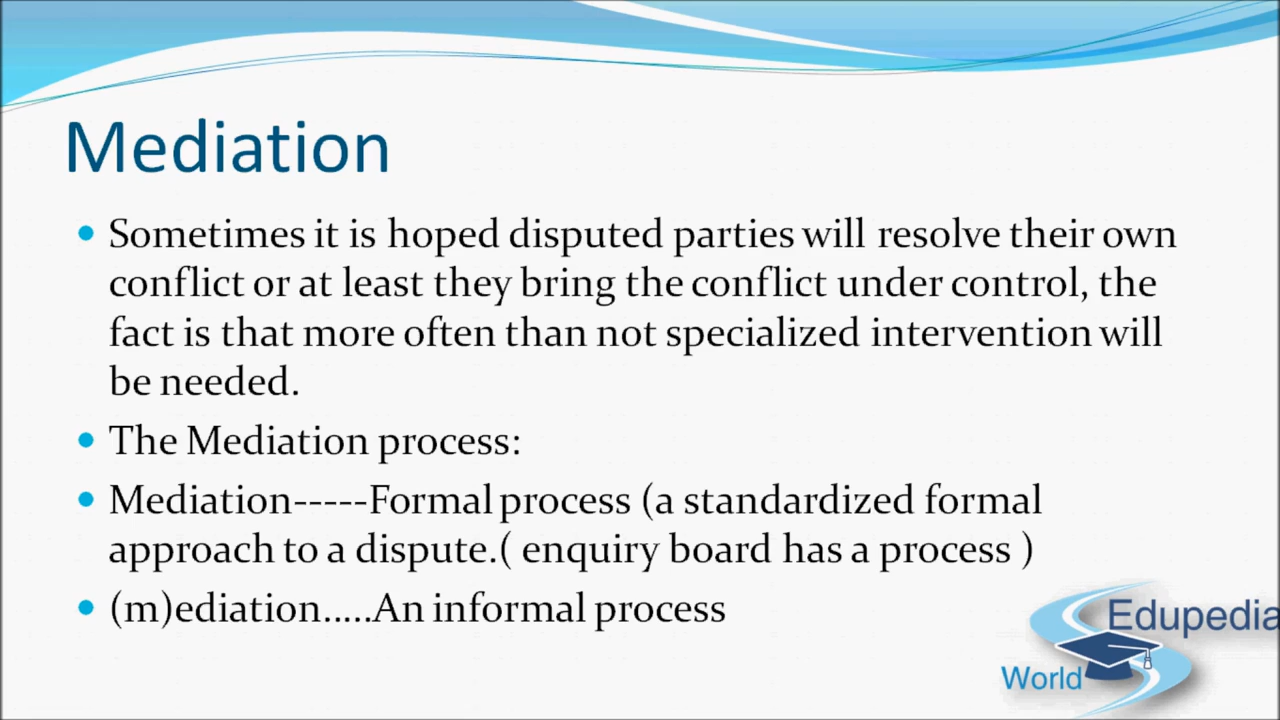 Mediation
Sometimes it is hoped disputed parties will resolve their own
conflict or at least they bring the conflict under control, the
fact is that more often than not specialized intervention will
be needed.
The Mediation process:
Mediation-----Formal process (a standardized formal
approach to a dispute.( enquiry board has a process )
(m)ediation.....An informal process
Edupedia
World